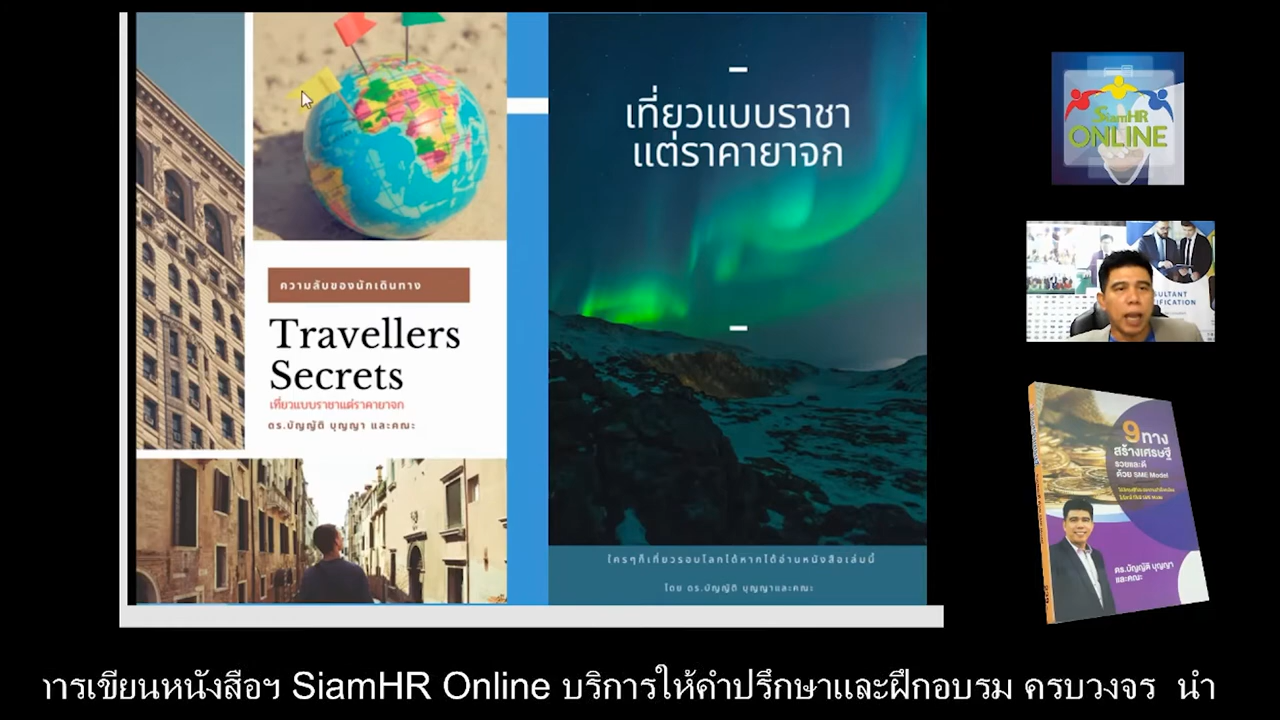 ความลับของนักเดินทาง
Travellers
Secrets
เที่ยวแบบราชาแต่ราคายาจก
ดร.บัญญัติ บุญญา และคณะ
เที่ยวแบบราชา
แต่ราคายาจก
ใครๆก็เที่ยวรอบโลกได้หากได้อ่านหนังสือเล่มนี้
โดย ดร.บัญญัติ บุญญาและคณะ
SiamHR
ONLINE
9 ทาง
สร้างเศรษฐี
รวยและดี
ด้วย SME Model
ดร.บัญญัติ บุญญา
และคณะ
การเขียนหนังสือฯ SiamHR Online บริการให้คำปรึกษาและฝึกอบรม ครบวงจร นำ